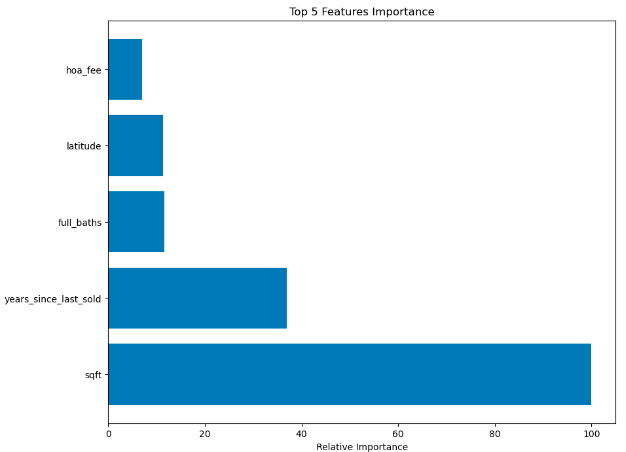 Top 5 Features Importance
hoa_fee
latitude
full_baths
years_since_last_sold
sqft
0 20 40 60 80 100
Relative Importance